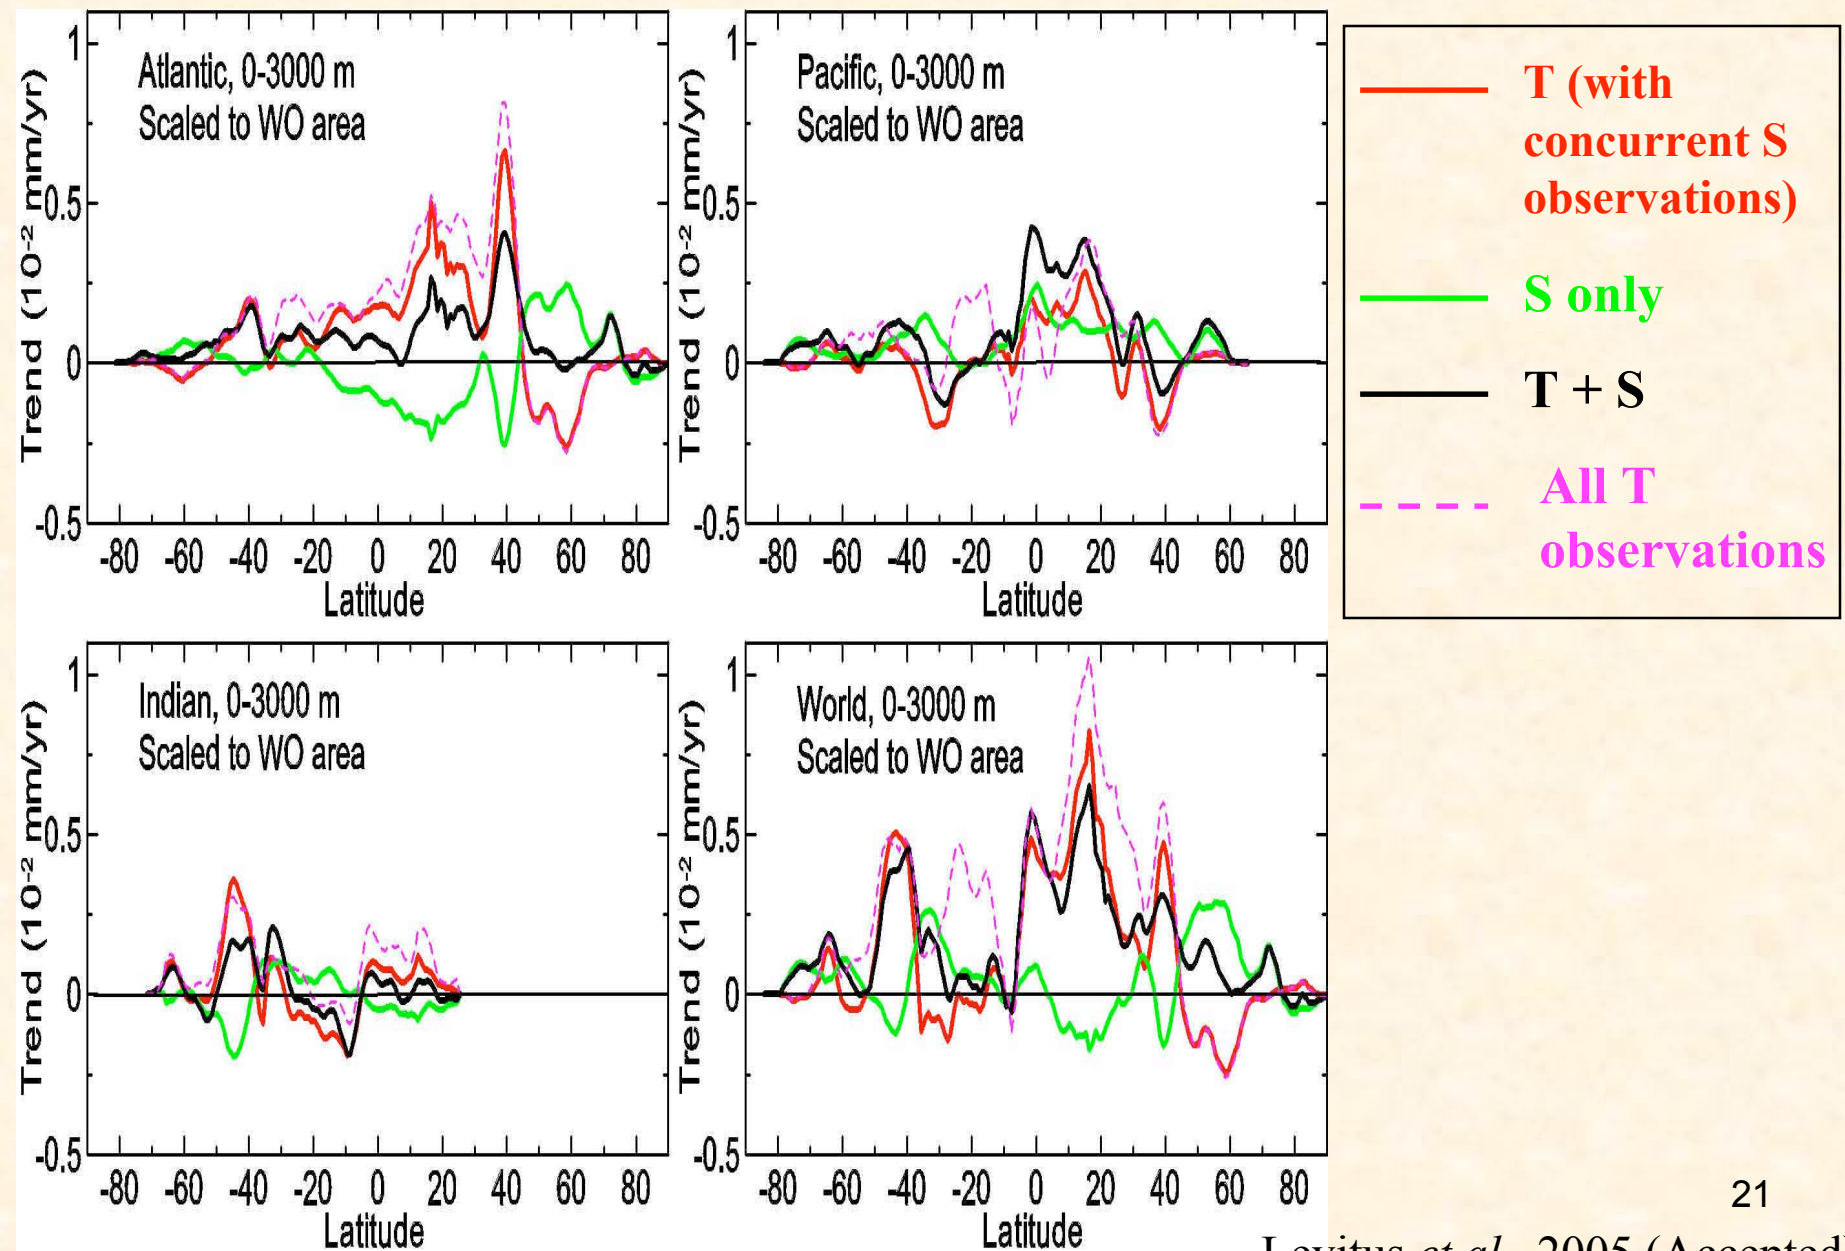 Atlantic, 0-3000 m
Scaled to WO area
Trend (10⁻² mm/yr)
1
0.5
0
-0.5
-80 -60 -40 -20 0 20 40 60 80
Latitude
Pacific, 0-3000 m
Scaled to WO area
Trend (10⁻² mm/yr)
1
0.5
0
-0.5
-80 -60 -40 -20 0 20 40 60 80
Latitude
T (with
concurrent S
observations)
S only
T + S
All T
observations
Indian, 0-3000 m
Scaled to WO area
Trend (10⁻² mm/yr)
1
0.5
0
-0.5
-80 -60 -40 -20 0 20 40 60 80
Latitude
World, 0-3000 m
Scaled to WO area
Trend (10⁻² mm/yr)
1
0.5
0
-0.5
-80 -60 -40 -20 0 20 40 60 80
Latitude
21
Levitus et al., 2005 (Accepted